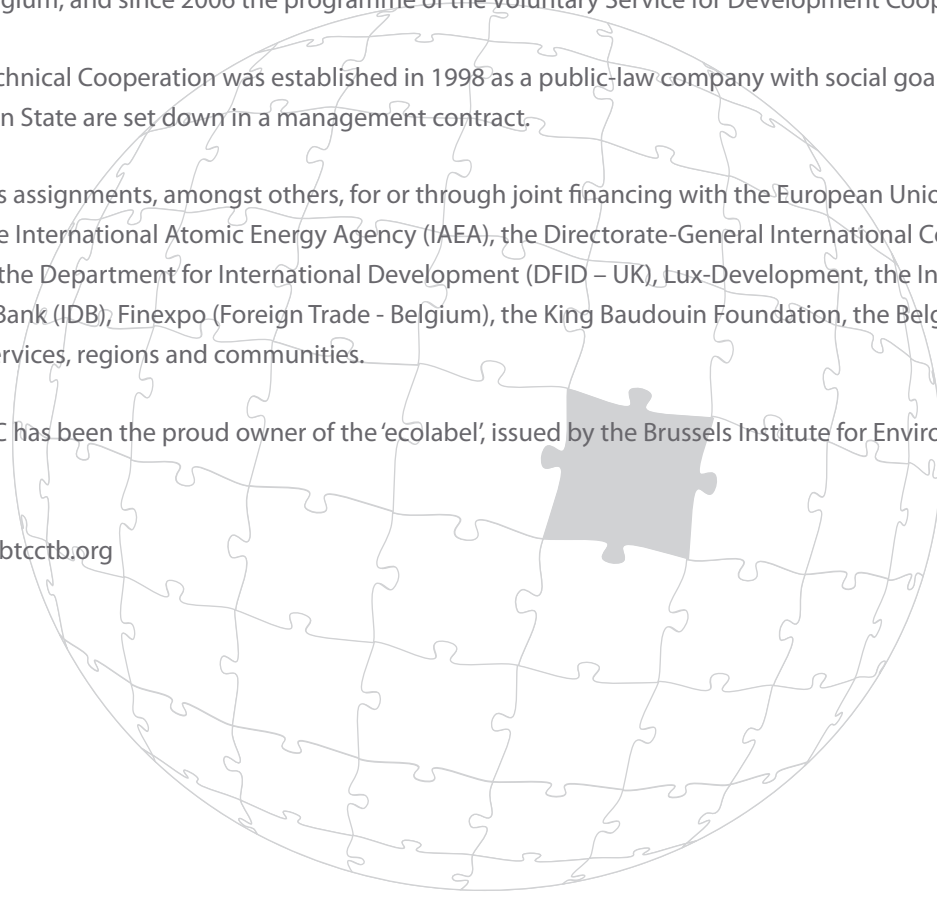 gium, and since 2006 the programme of the Voluntary Service for Development Coop
chnical Cooperation was established in 1998 as a public-law company with social goa
n State are set down in a management contract.
s assignments, amongst others, for or through joint financing with the European Unio
e International Atomic Energy Agency (IAEA), the Directorate-General International Co
the Department for International Development (DFID – UK), Lux-Development, the In
Bank (IDB), Finexpo (Foreign Trade - Belgium), the King Baudouin Foundation, the Belg
ervices, regions and communities.
C has been the proud owner of the ‘ecolabel’, issued by the Brussels Institute for Enviro
btcctb.org